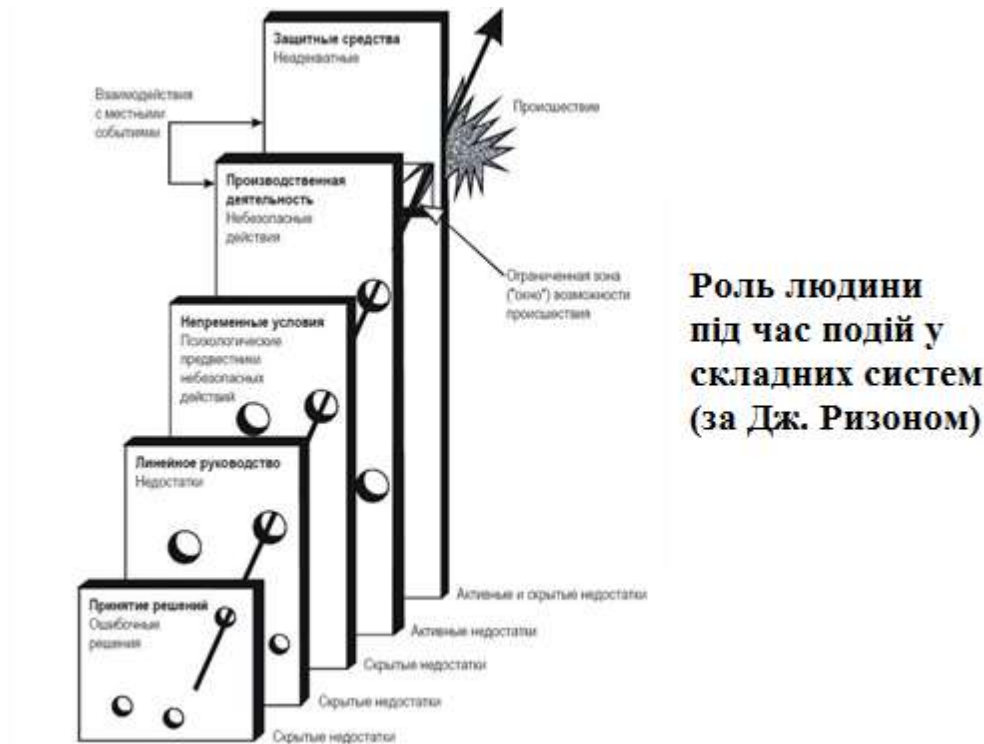 Защитные средства
Неадекватные
Взаимодействия
с местными
событиями
Происшествие
Производственная
деятельность
Небезопасные
действия
Ограниченная зона
("окно") возможности
происшествия
Непременные условия
Психологические
предвестники
небезопасных
действий
Линейное руководство
Недостатки
Принятие решений
Ошибочные
решения
Активные и скрытые недостатки
Активные недостатки
Скрытые недостатки
Скрытые недостатки
Скрытые недостатки
Роль людини
під час подій у
складних систем
(за Дж. Ризоном)